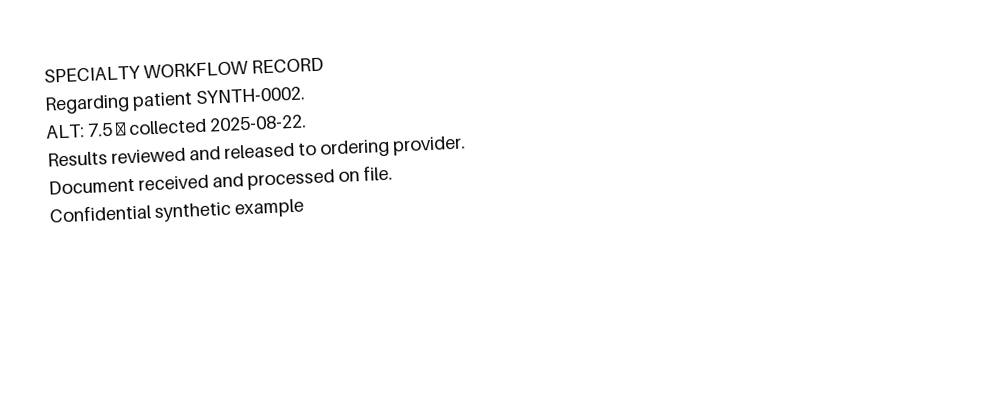 SPECIALTY WORKFLOW RECORD
Regarding patient SYNTH-0002.
ALT: 7.5 collected 2025-08-22.
Results reviewed and released to ordering provider.
Document received and processed on file.
Confidential synthetic example